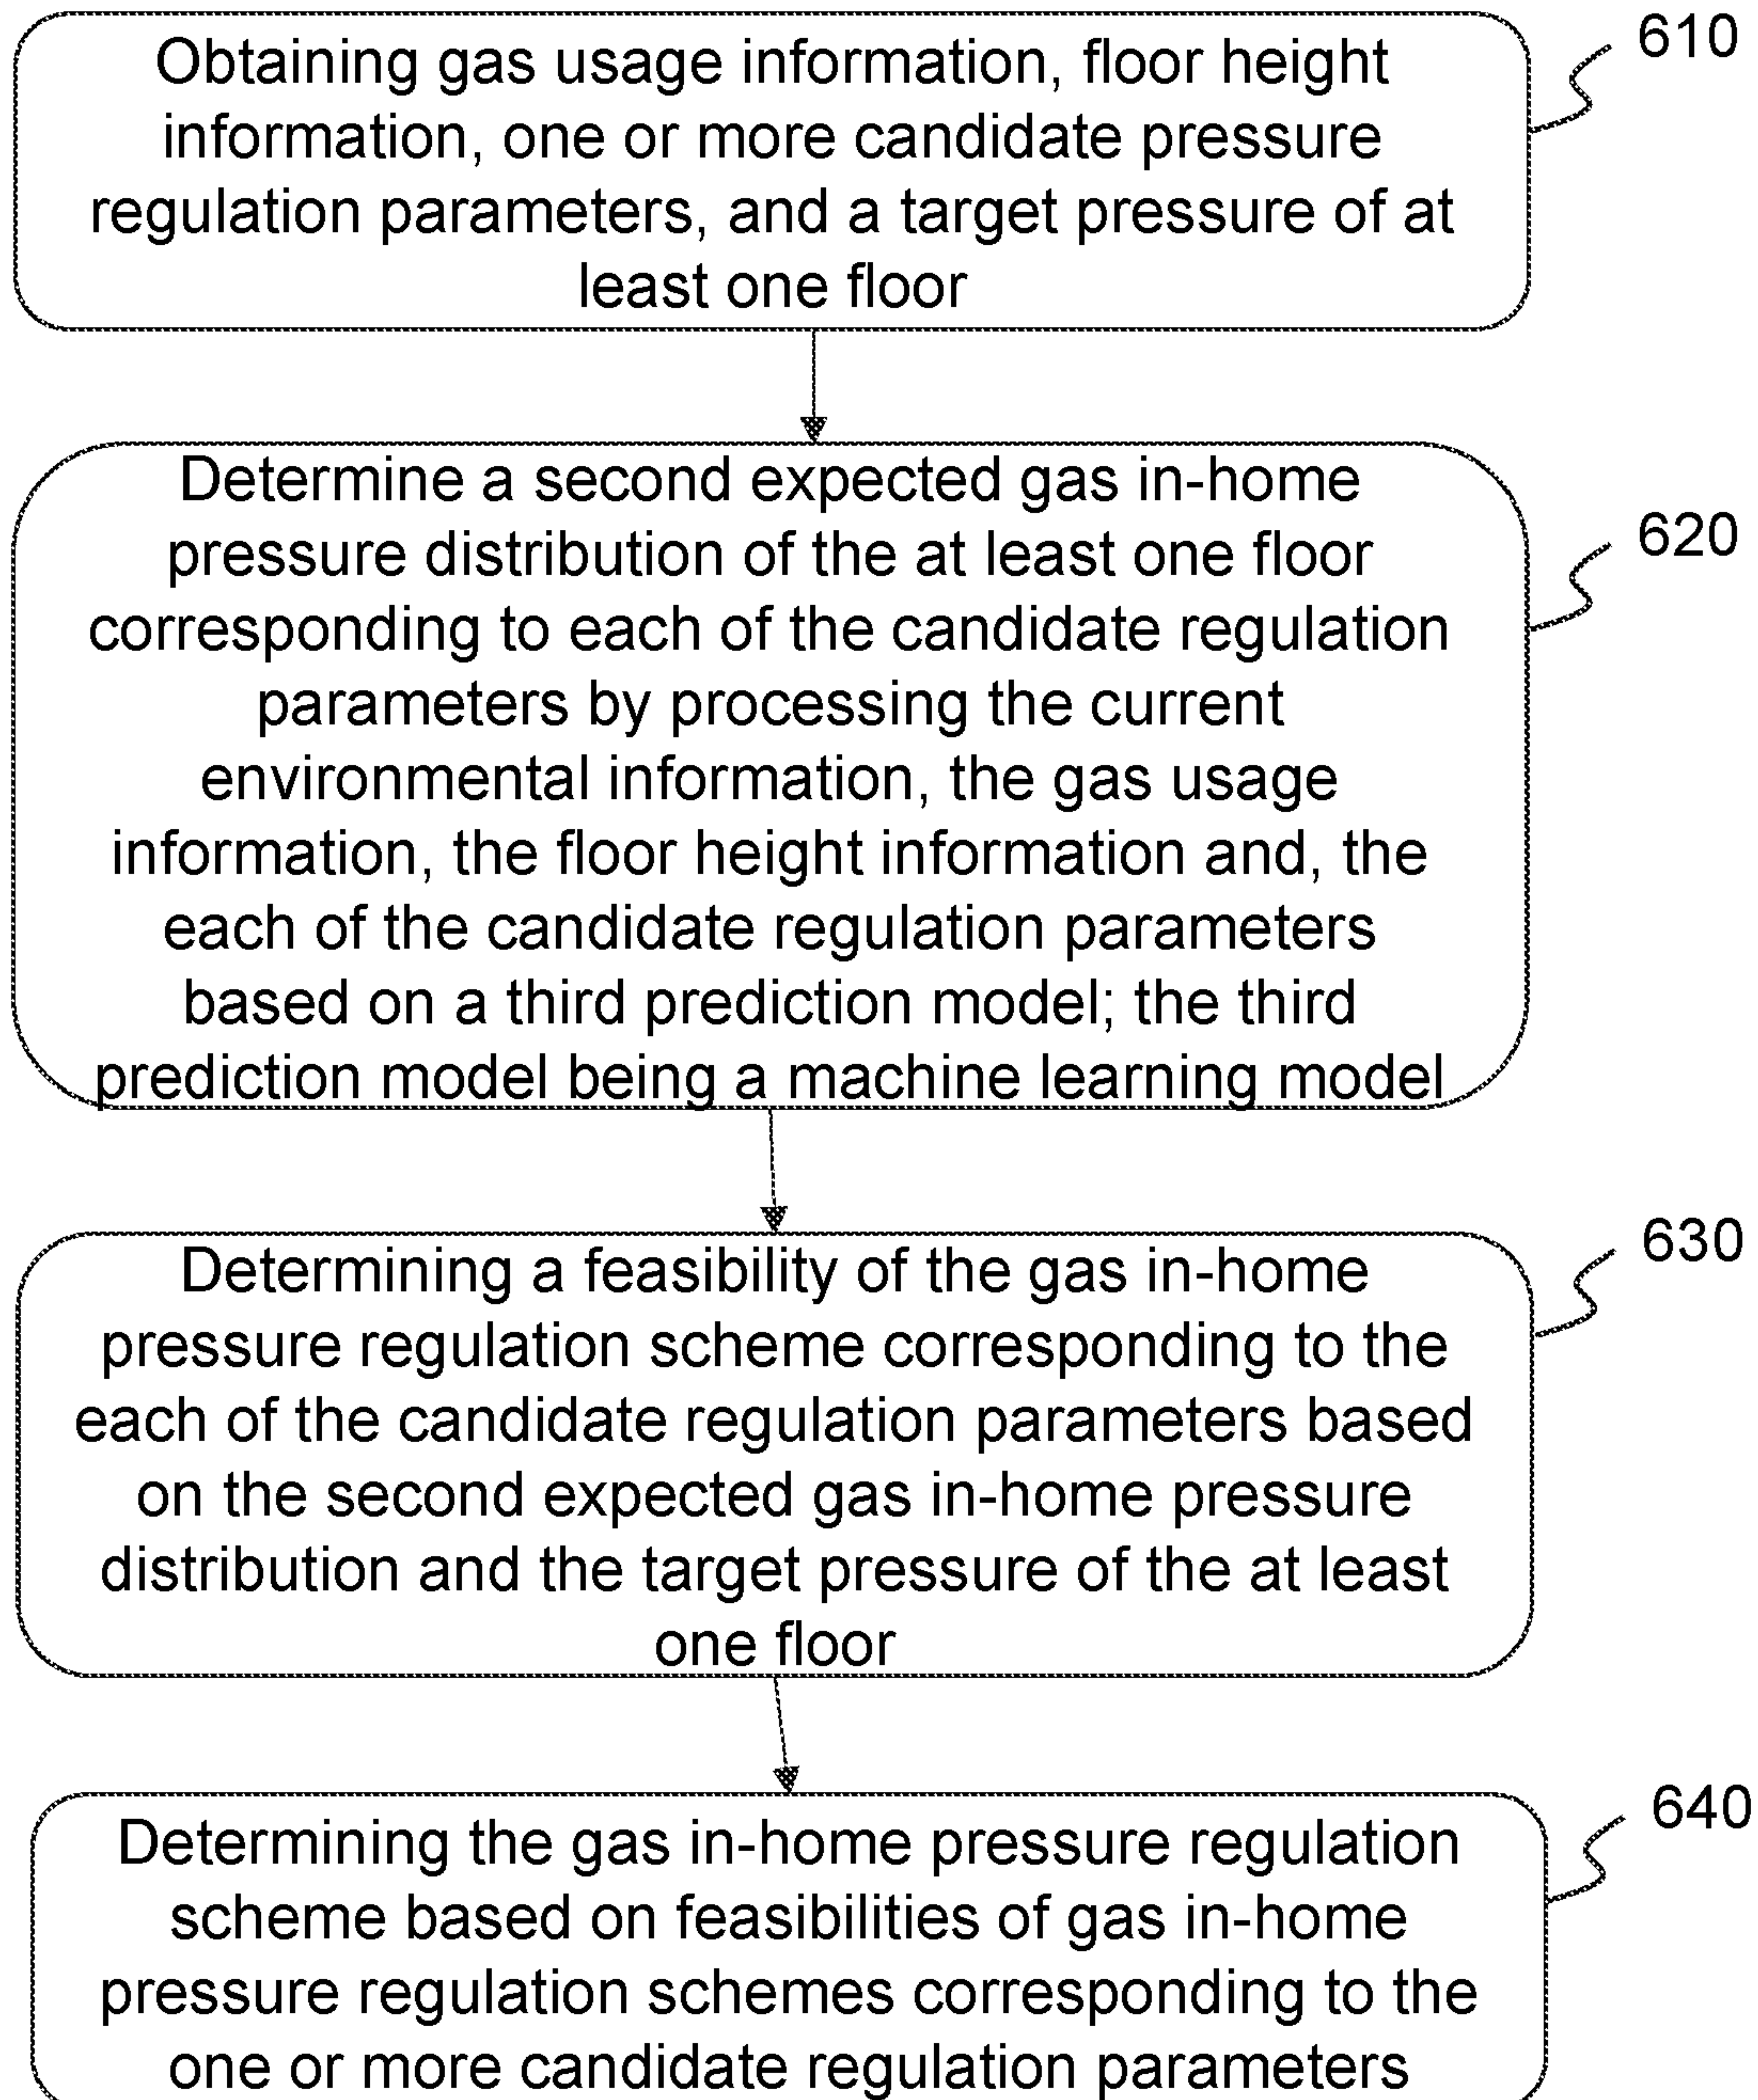 Obtaining gas usage information, floor height
information, one or more candidate pressure
regulation parameters, and a target pressure of at
least one floor
610
Determine a second expected gas in-home
pressure distribution of the at least one floor
corresponding to each of the candidate regulation
parameters by processing the current
environmental information, the gas usage
information, the floor height information and, the
each of the candidate regulation parameters
based on a third prediction model; the third
prediction model being a machine learning model
620
Determining a feasibility of the gas in-home
pressure regulation scheme corresponding to the
each of the candidate regulation parameters based
on the second expected gas in-home pressure
distribution and the target pressure of the at least
one floor
630
Determining the gas in-home pressure regulation
scheme based on feasibilities of gas in-home
pressure regulation schemes corresponding to the
one or more candidate regulation parameters
640